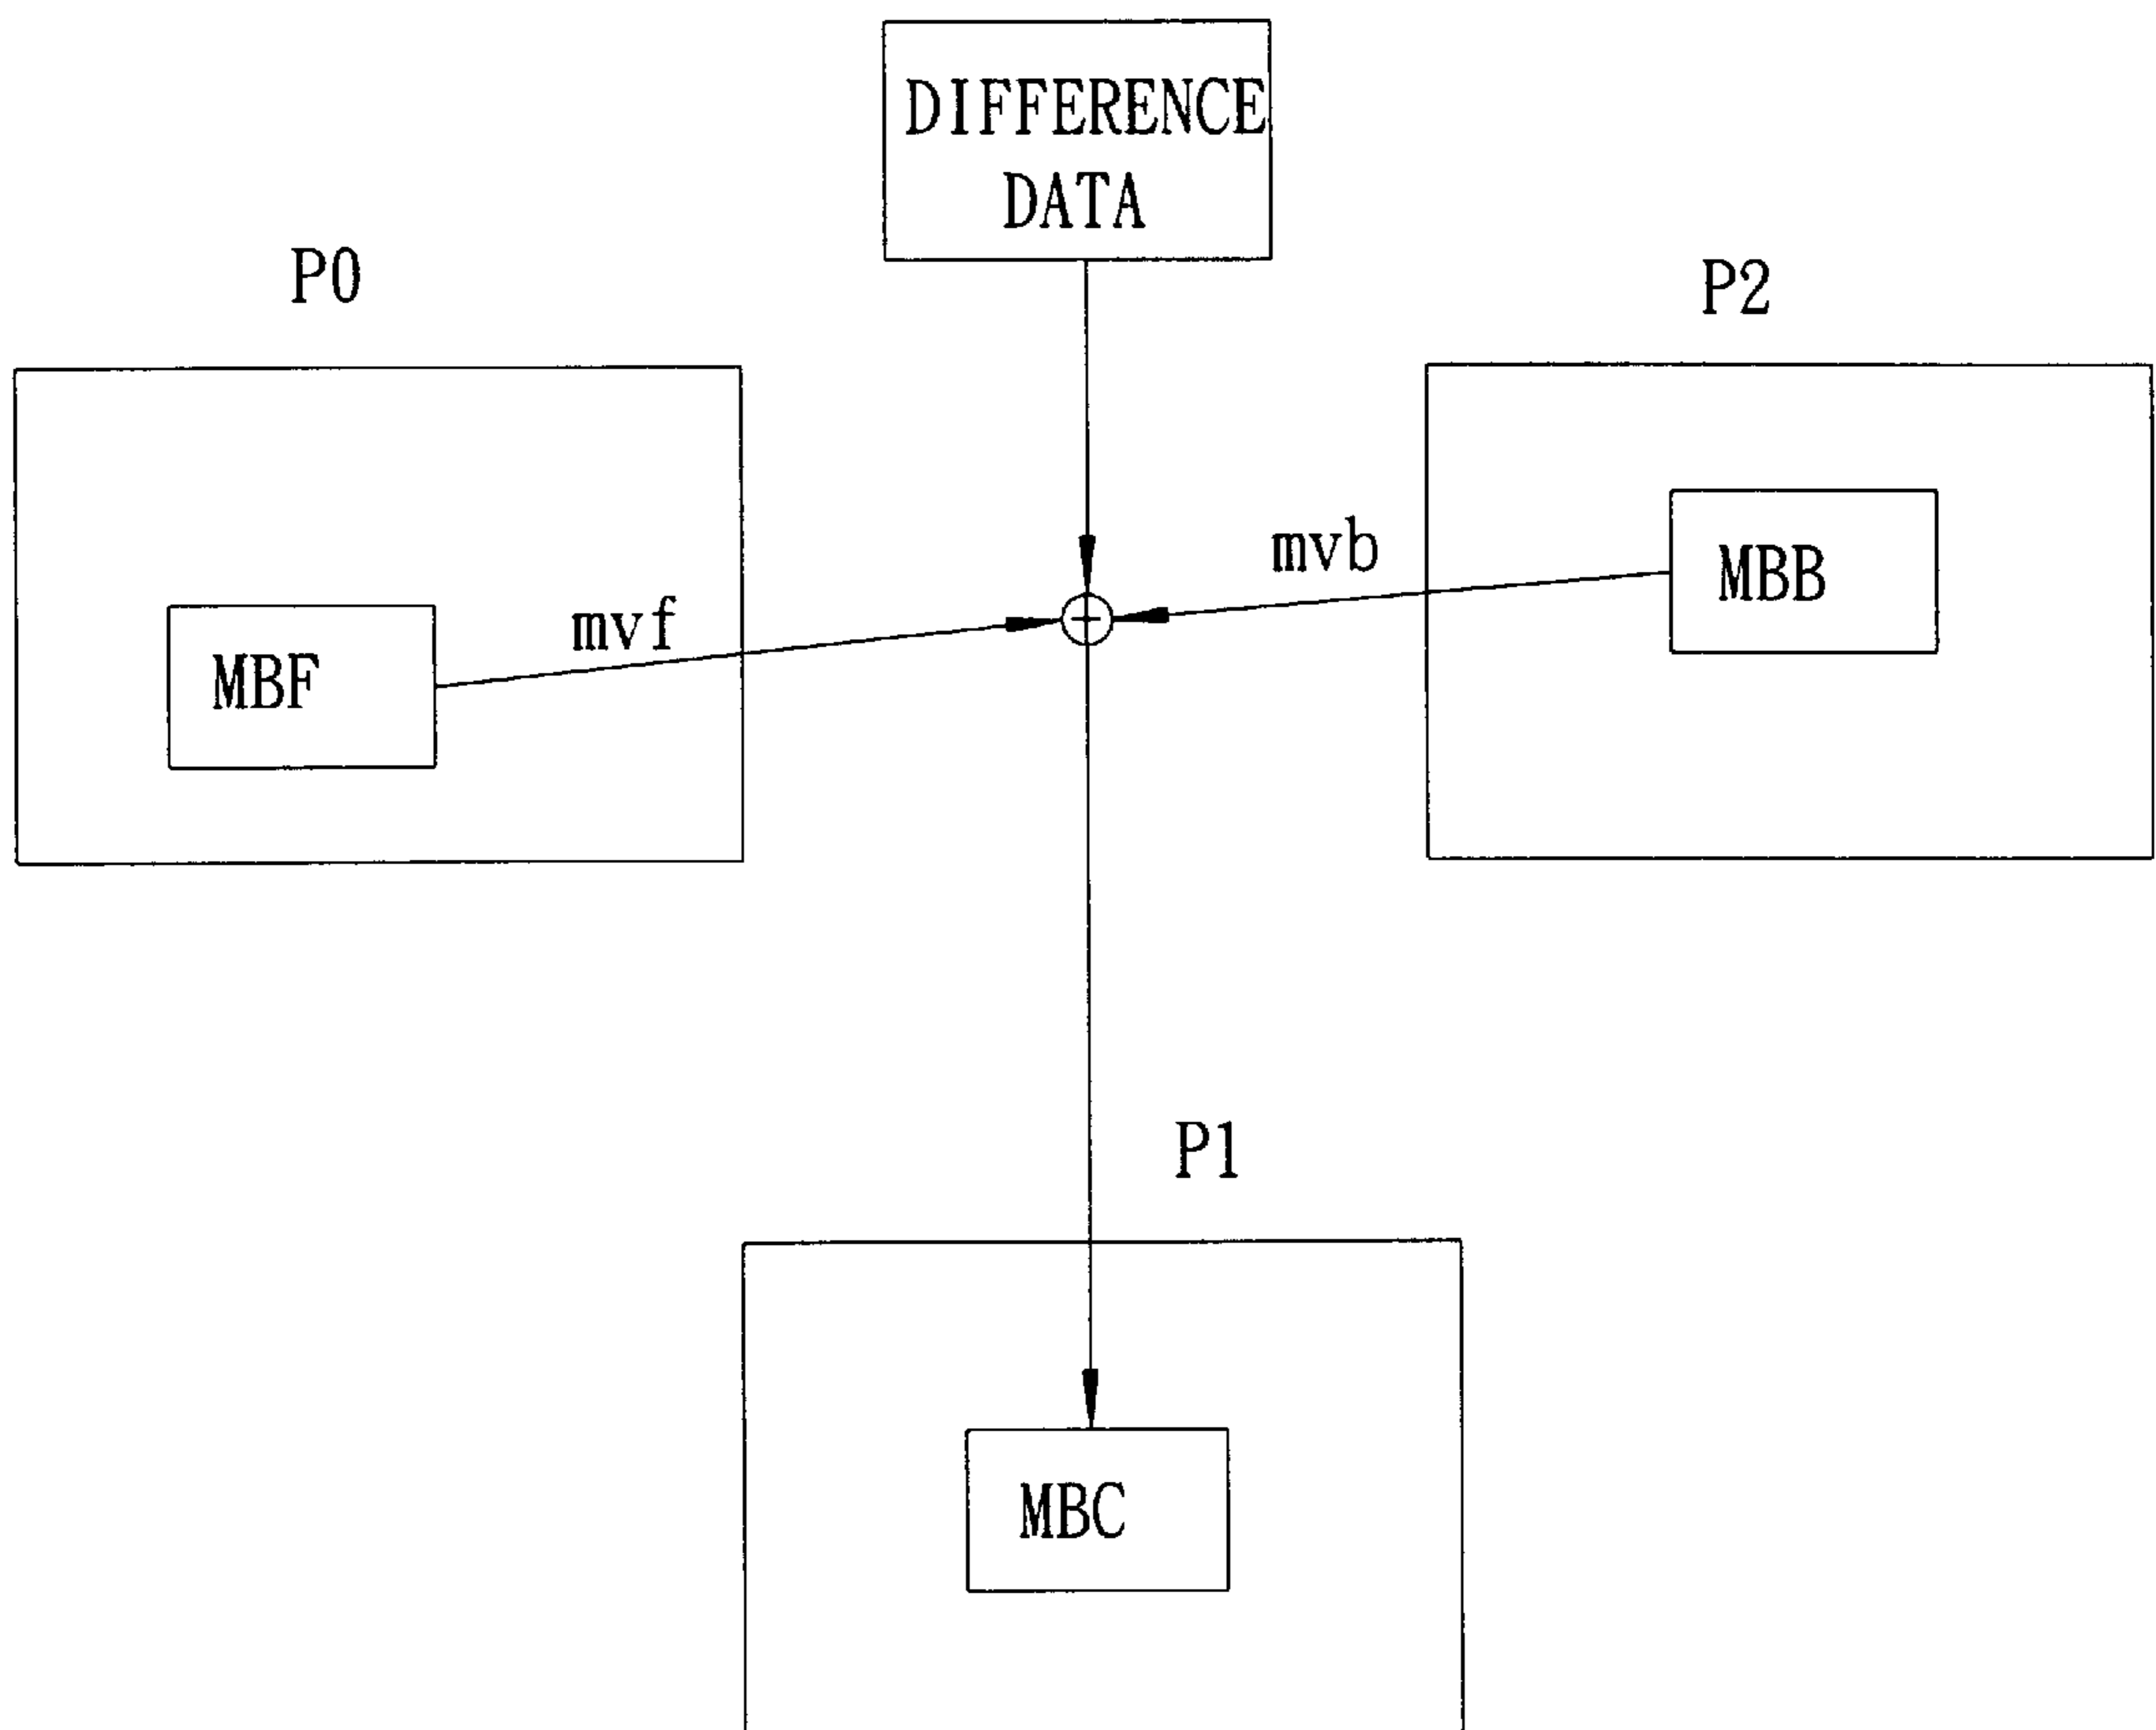 DIFFERENCE
DATA
P0
P2
mvb
MBB
mvf
MBF
P1
MBC